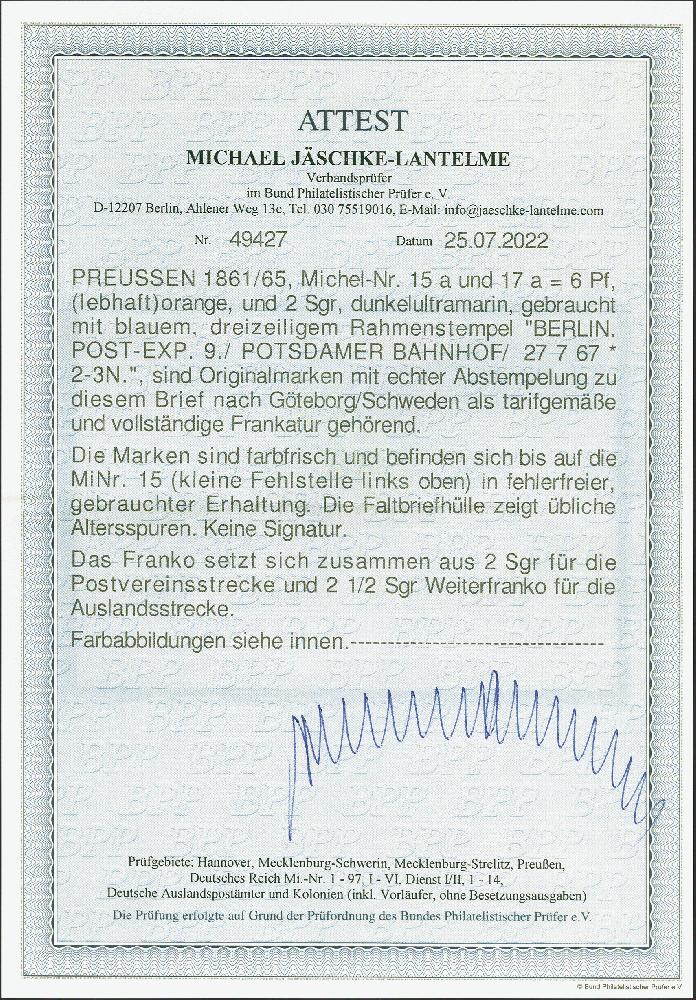 ATTEST
MICHAEL JÄSCHKE-LANTELME
Verbandsprüfer
im Bund Philatelistischer Prüfer e. V.
D-12207 Berlin, Ahlener Weg 13c, Tel. 030 75519016, E-Mail: info@jaeschke-lantelme.com
Nr. 49427 Datum 25.07.2022
PREUSSEN 1861/65, Michel-Nr. 15 a und 17 a = 6 Pf,
(lebhaft)orange, und 2 Sgr, dunkelultramarin, gebraucht
mit blauem, dreizeiligem Rahmenstempel "BERLIN.
POST-EXP. 9./ POTSDAMER BAHNHOF/ 27 7 67 *
2-3N.", sind Originalmarken mit echter Abstempelung zu
diesem Brief nach Göteborg/Schweden als tarifgemäße
und vollständige Frankatur gehörend.
Die Marken sind farbfrisch und befinden sich bis auf die
MiNr. 15 (kleine Fehlstelle links oben) in fehlerfreier,
gebrauchter Erhaltung. Die Faltbriefhülle zeigt übliche
Altersspuren. Keine Signatur.
Das Franko setzt sich zusammen aus 2 Sgr für die
Postvereinsstrecke und 2 1/2 Sgr Weiterfranko für die
Auslandsstrecke.
Farbabbildungen siehe innen.----------------------------------
Prüfgebiete: Hannover, Mecklenburg-Schwerin, Mecklenburg-Strelitz, Preußen,
Deutsches Reich Mi.-Nr. 1 - 97, I - VI, Dienst I/II, 1 - 14,
Deutsche Auslandspostämter und Kolonien (inkl. Vorläufer, ohne Besetzungsausgaben)
Die Prüfung erfolgte auf Grund der Prüfordnung des Bundes Philatelistischer Prüfer e.V.
© Bund Philatelistischer Prüfer e.V.